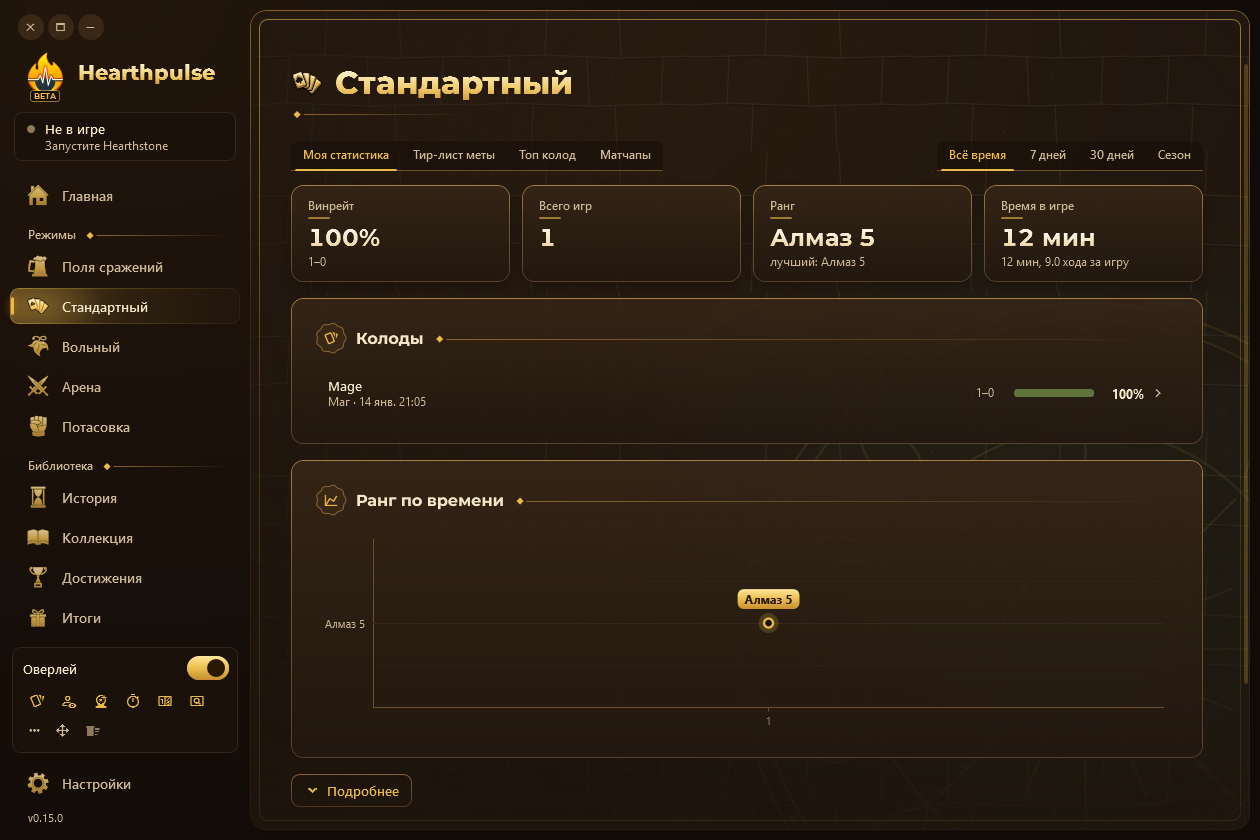 Hearthpulse
BETA
Не в игре
Запустите Hearthstone
Главная
Режимы
Поля сражений
Стандартный
Вольный
Арена
Потасовка
Библиотека
История
Коллекция
Достижения
Итоги
Оверлей
Настройки
v0.15.0
Стандартный
Моя статистика Тир-лист меты Топ колод Матчапы
Всё время 7 дней 30 дней Сезон
Винрейт
100%
1–0
Всего игр
1
Ранг
Алмаз 5
лучший: Алмаз 5
Время в игре
12 мин
12 мин, 9.0 хода за игру
Колоды
Mage
Маг · 14 янв. 21:05
1–0 100%
Ранг по времени
Алмаз 5
Алмаз 5
1
Подробнее